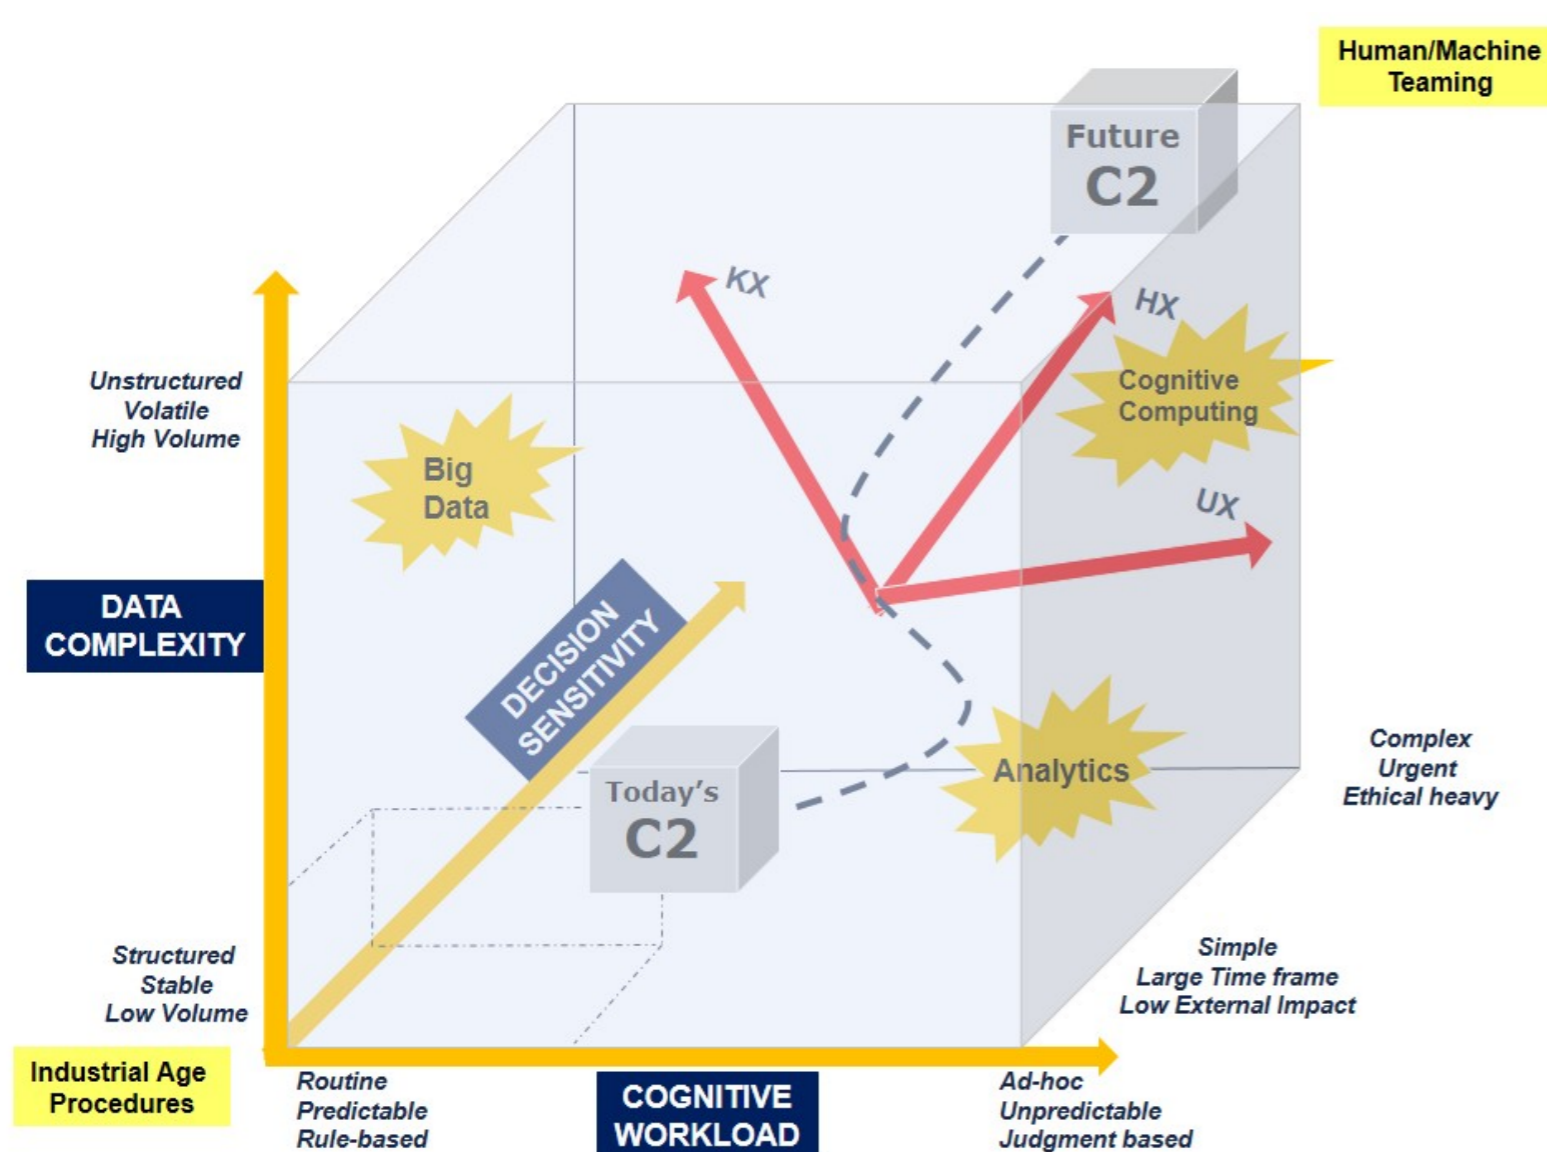 Human/Machine
Teaming
Future
C2
KX
HX
Unstructured
Volatile
High Volume
Cognitive
Computing
Big
Data
UX
DATA
COMPLEXITY
DECISION
SENSITIVITY
Complex
Urgent
Ethical heavy
Analytics
Today's
C2
Structured
Stable
Low Volume
Simple
Large Time frame
Low External Impact
Industrial Age
Procedures
Routine
Predictable
Rule-based
COGNITIVE
WORKLOAD
Ad-hoc
Unpredictable
Judgment based